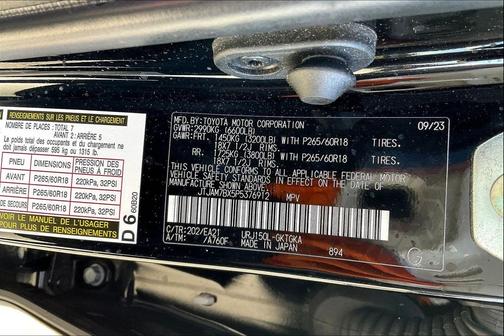 RENSEIGNEMENTS SUR LES PNEUS ET LE CHARGEMENT
NOMBRE DE PLACES: TOTAL 7
AVANT: 2 ARRIÈRE 5
Le poids total des occupants et du chargement ne doit
jamais dépasser 595 kg ou 1315 lb.
PNEU DIMENSIONS PRESSION DES PNEUS À FROID
AVANT P265/60R18 220kPa, 32PSI
ARRIÈRE P265/60R18 220kPa, 32PSI
DE SECOURS P265/60R18 220kPa, 32PSI
VOIR LE MANUEL DE L'USAGER
POUR PLUS DE RENSEIGNEMENTS
D6
60B20
MFD. BY: TOYOTA MOTOR CORPORATION 09/23
GVWR: 2990KG (6600LB)
GAWR: FRT. 1450KG (3200LB) WITH P265/60R18 TIRES.
18X7 1/2J RIMS.
RR. 1725KG (3800LB) WITH P265/60R18 TIRES.
18X7 1/2J RIMS.
THIS VEHICLE CONFORMS TO ALL APPLICABLE FEDERAL MOTOR
VEHICLE SAFETY STANDARDS IN EFFECT ON THE DATE OF
MANUFACTURE SHOWN ABOVE.
JTJAM7BX5P5376912 MPV
C/TR: 202/EA21 URJ150L-GKTGKA
A/TM: /A760F MADE IN JAPAN 894